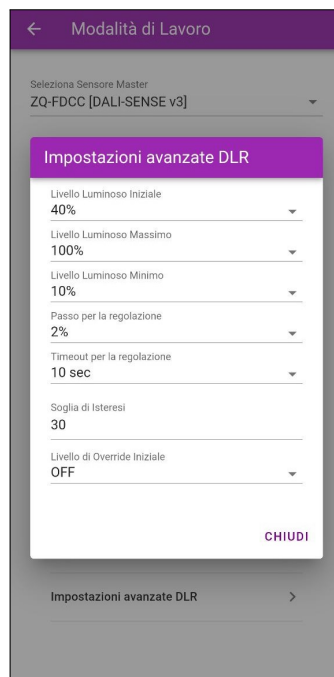 Modalità di Lavoro
Seleziona Sensore Master
ZQ-FDCC [DALI-SENSE v3]
Impostazioni avanzate DLR
Livello Luminoso Iniziale
40%
Livello Luminoso Massimo
100%
Livello Luminoso Minimo
10%
Passo per la regolazione
2%
Timeout per la regolazione
10 sec
Soglia di Isteresi
30
Livello di Override Iniziale
OFF
CHIUDI
Impostazioni avanzate DLR